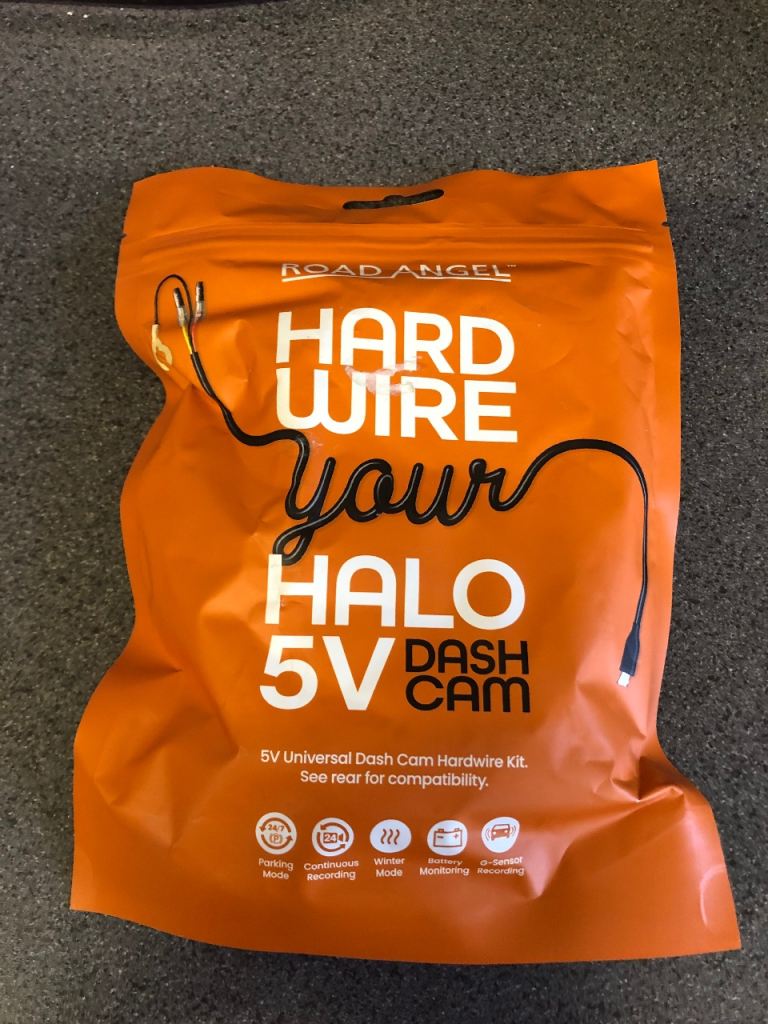 ROAD ANGEL™
HARD
WIRE
your
HALO
5V DASH
CAM
5V Universal Dash Cam Hardwire Kit.
See rear for compatibility.
24/7
(P)
24
Parking
Mode
Continuous
Recording
Winter
Mode
Battery
Monitoring
G-Sensor
Recording